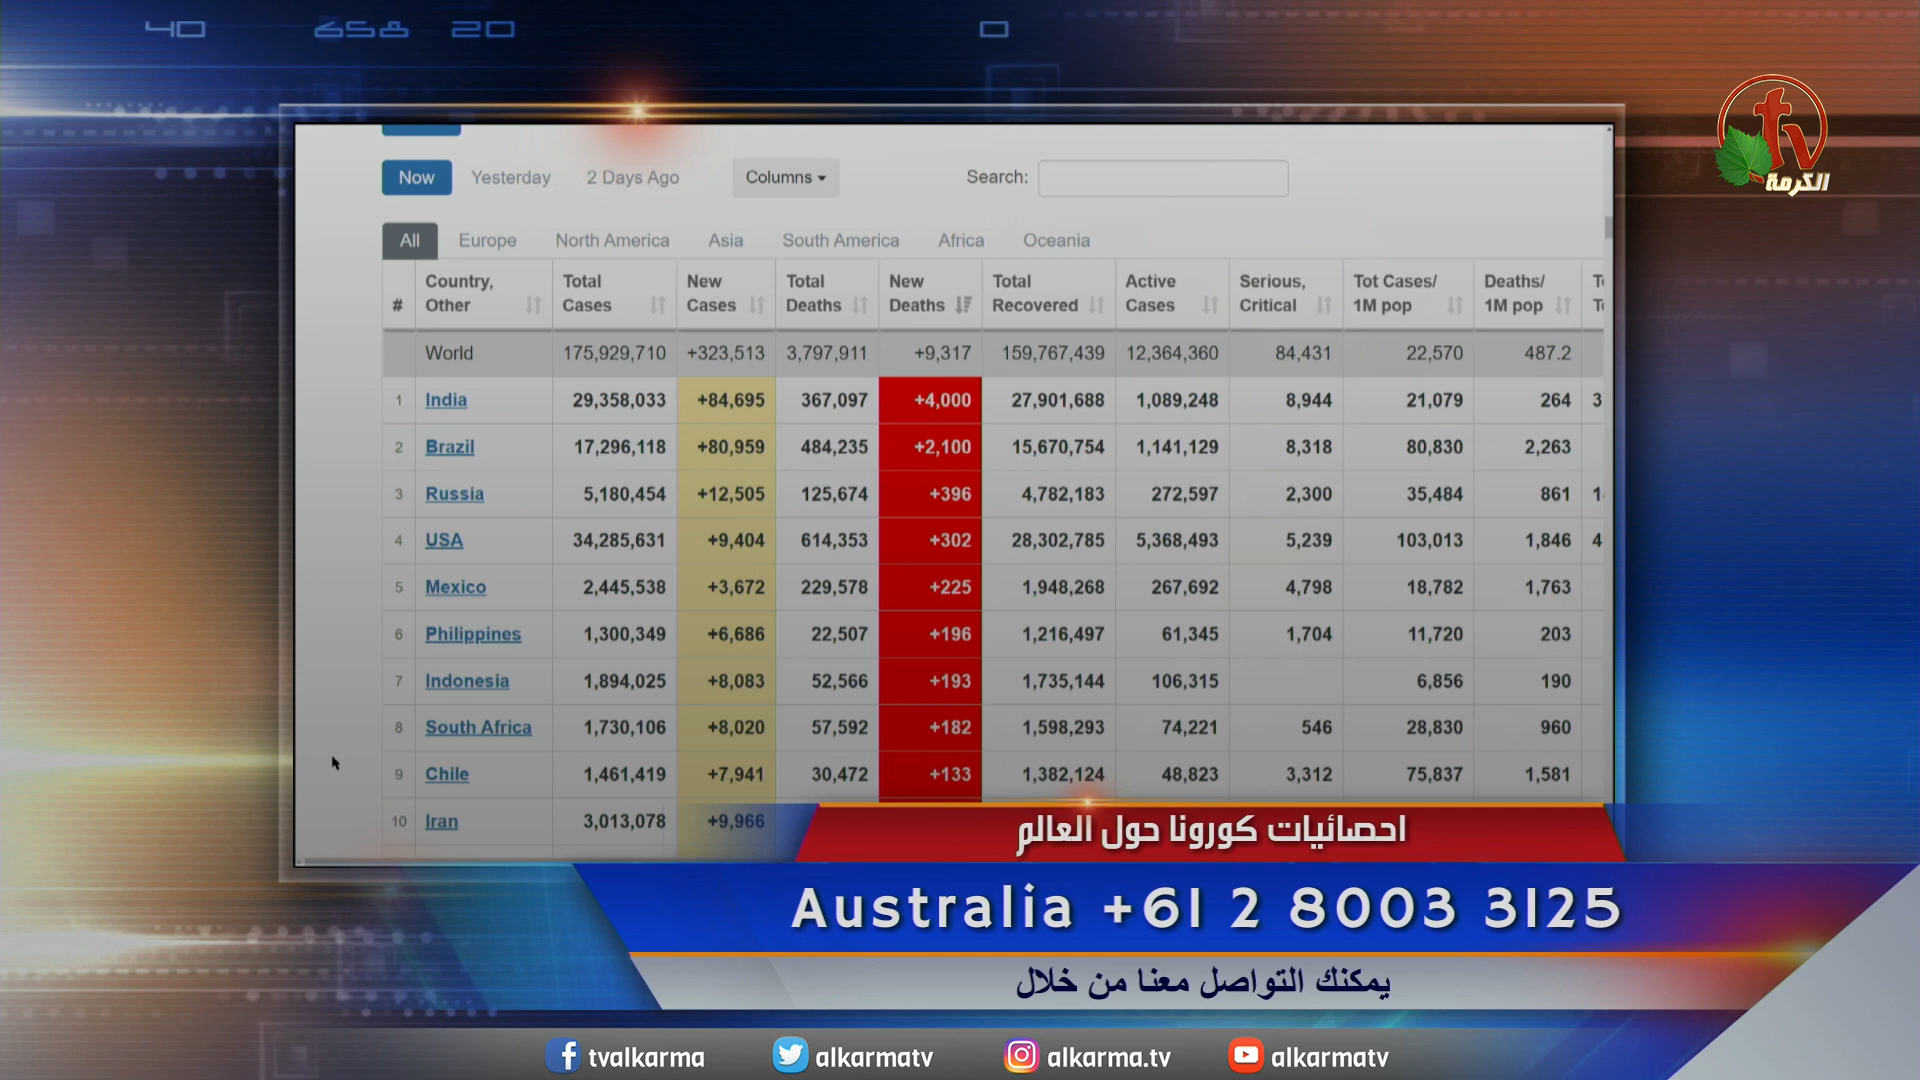 40 658 20 0
tv
الكرمة
Now Yesterday 2 Days Ago Columns Search:
All Europe North America Asia South America Africa Oceania
# Country, Other Total Cases New Cases Total Deaths New Deaths Total Recovered Active Cases Serious, Critical Tot Cases/ 1M pop Deaths/ 1M pop
World 175,929,710 +323,513 3,797,911 +9,317 159,767,439 12,364,360 84,431 22,570 487.2
1 India 29,358,033 +84,695 367,097 +4,000 27,901,688 1,089,248 8,944 21,079 264 3
2 Brazil 17,296,118 +80,959 484,235 +2,100 15,670,754 1,141,129 8,318 80,830 2,263
3 Russia 5,180,454 +12,505 125,674 +396 4,782,183 272,597 2,300 35,484 861 1
4 USA 34,285,631 +9,404 614,353 +302 28,302,785 5,368,493 5,239 103,013 1,846 4
5 Mexico 2,445,538 +3,672 229,578 +225 1,948,268 267,692 4,798 18,782 1,763
6 Philippines 1,300,349 +6,686 22,507 +196 1,216,497 61,345 1,704 11,720 203
7 Indonesia 1,894,025 +8,083 52,566 +193 1,735,144 106,315 6,856 190
8 South Africa 1,730,106 +8,020 57,592 +182 1,598,293 74,221 546 28,830 960
9 Chile 1,461,419 +7,941 30,472 +133 1,382,124 48,823 3,312 75,837 1,581
10 Iran 3,013,078 +9,966
احصائيات كورونا حول العالم
Australia +61 2 8003 3125
يمكنك التواصل معنا من خلال
tvalkarma alkarmatv alkarma.tv alkarmatv